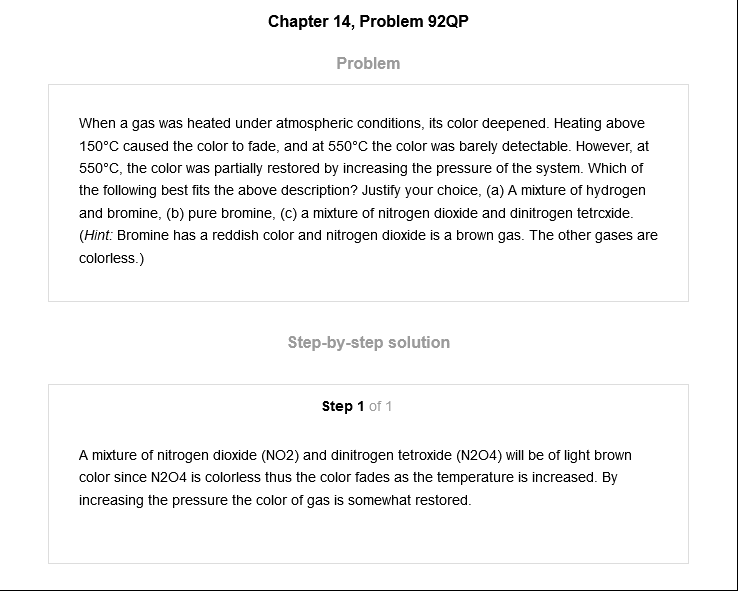 Chapter 14, Problem 92QP
Problem
When a gas was heated under atmospheric conditions, its color deepened. Heating above
150°C caused the color to fade, and at 550°C the color was barely detectable. However, at
550°C, the color was partially restored by increasing the pressure of the system. Which of
the following best fits the above description? Justify your choice, (a) A mixture of hydrogen
and bromine, (b) pure bromine, (c) a mixture of nitrogen dioxide and dinitrogen tetrcxide.
(Hint: Bromine has a reddish color and nitrogen dioxide is a brown gas. The other gases are
colorless.)
Step-by-step solution
Step 1 of 1
A mixture of nitrogen dioxide (NO2) and dinitrogen tetroxide (N2O4) will be of light brown
color since N2O4 is colorless thus the color fades as the temperature is increased. By
increasing the pressure the color of gas is somewhat restored.